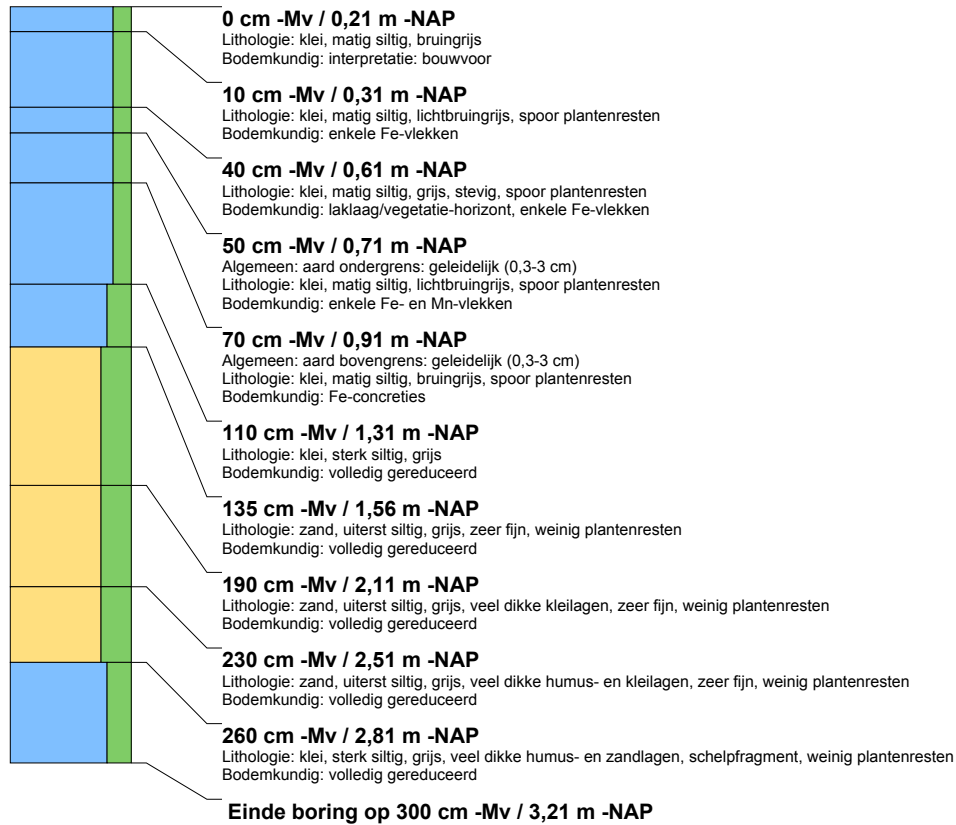 0 cm -Mv / 0,21 m -NAP
Lithologie: klei, matig siltig, bruingrijs
Bodemkundig: interpretatie: bouwvoor
10 cm -Mv / 0,31 m -NAP
Lithologie: klei, matig siltig, lichtbruingrijs, spoor plantenresten
Bodemkundig: enkele Fe-vlekken
40 cm -Mv / 0,61 m -NAP
Lithologie: klei, matig siltig, grijs, stevig, spoor plantenresten
Bodemkundig: laklaag/vegetatie-horizont, enkele Fe-vlekken
50 cm -Mv / 0,71 m -NAP
Algemeen: aard ondergrens: geleidelijk (0,3-3 cm)
Lithologie: klei, matig siltig, lichtbruingrijs, spoor plantenresten
Bodemkundig: enkele Fe- en Mn-vlekken
70 cm -Mv / 0,91 m -NAP
Algemeen: aard bovengrens: geleidelijk (0,3-3 cm)
Lithologie: klei, matig siltig, bruingrijs, spoor plantenresten
Bodemkundig: Fe-concreties
110 cm -Mv / 1,31 m -NAP
Lithologie: klei, sterk siltig, grijs
Bodemkundig: volledig gereduceerd
135 cm -Mv / 1,56 m -NAP
Lithologie: zand, uiterst siltig, grijs, zeer fijn, weinig plantenresten
Bodemkundig: volledig gereduceerd
190 cm -Mv / 2,11 m -NAP
Lithologie: zand, uiterst siltig, grijs, veel dikke kleilagen, zeer fijn, weinig plantenresten
Bodemkundig: volledig gereduceerd
230 cm -Mv / 2,51 m -NAP
Lithologie: zand, uiterst siltig, grijs, veel dikke humus- en kleilagen, zeer fijn, weinig plantenresten
Bodemkundig: volledig gereduceerd
260 cm -Mv / 2,81 m -NAP
Lithologie: klei, sterk siltig, grijs, veel dikke humus- en zandlagen, schelpfragment, weinig plantenresten
Bodemkundig: volledig gereduceerd
Einde boring op 300 cm -Mv / 3,21 m -NAP